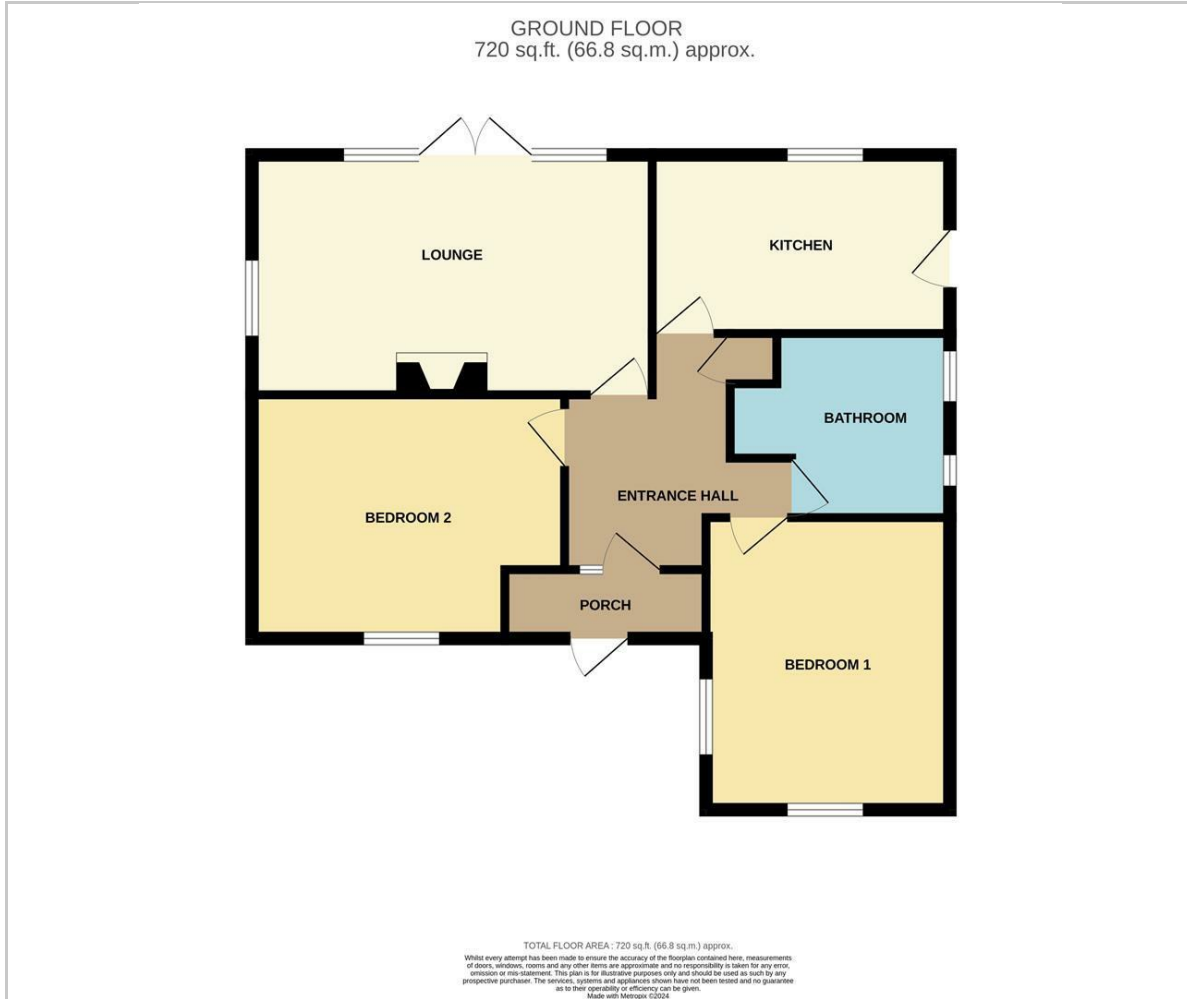 GROUND FLOOR
720 sq.ft. (66.8 sq.m.) approx.
LOUNGE
KITCHEN
BATHROOM
ENTRANCE HALL
BEDROOM 2
PORCH
BEDROOM 1
TOTAL FLOOR AREA : 720 sq.ft. (66.8 sq.m.) approx.
Whilst every attempt has been made to ensure the accuracy of the floorplan contained here, measurements
of doors, windows, rooms and any other items are approximate and no responsibility is taken for any error,
omission or mis-statement. This plan is for illustrative purposes only and should be used as such by any
prospective purchaser. The services, systems and appliances shown have not been tested and no guarantee
as to their operability or efficiency can be given.
Made with Metropix ©2024